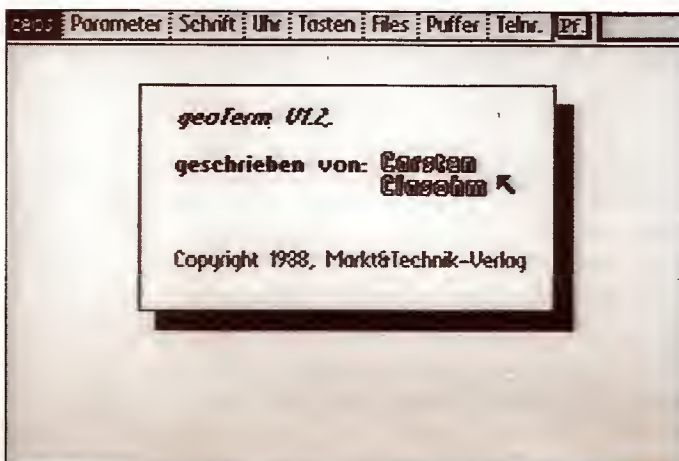 geos Parameter Schrift Uhr Tasten Files Puffer Telnr. Pf.
geoTerm V1.2.
geschrieben von: Carsten
Clasohm
Copyright 1988, Markt&Technik-Verlag